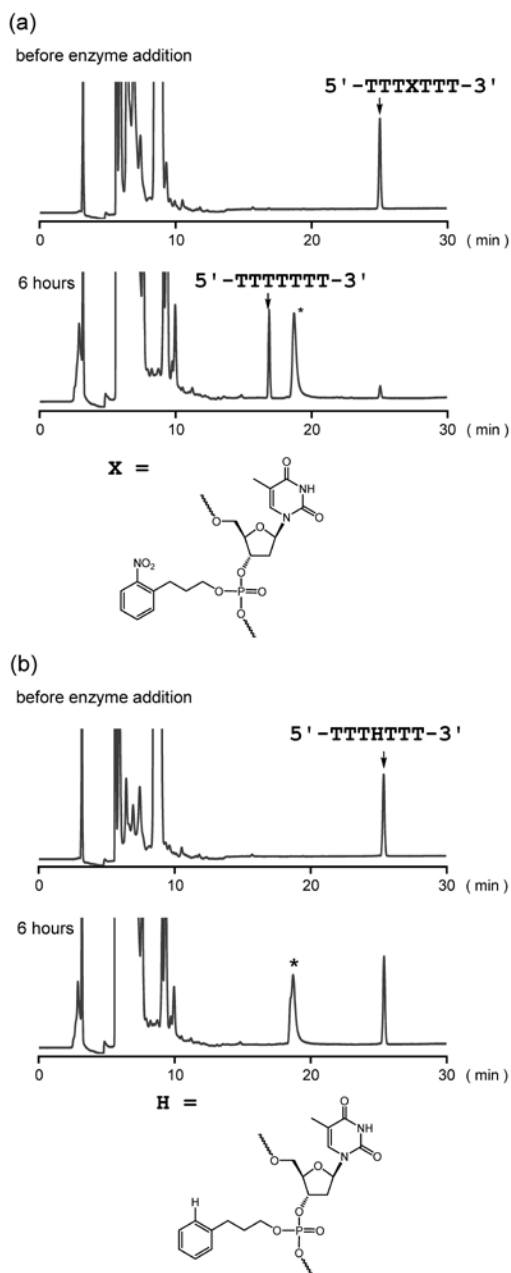 (a)
before enzyme addition
5'-TTTXTTT-3'
0 10 20 30 (min)
6 hours
5'-TTTTTTT-3'
*
0 10 20 30 (min)
X =
O
NH
N
O
O
O
NO₂
O
O-P=O
O
(b)
before enzyme addition
5'-TTTHTTT-3'
0 10 20 30 (min)
6 hours
*
0 10 20 30 (min)
H =
O
NH
N
O
O
O
H
O
O-P=O
O